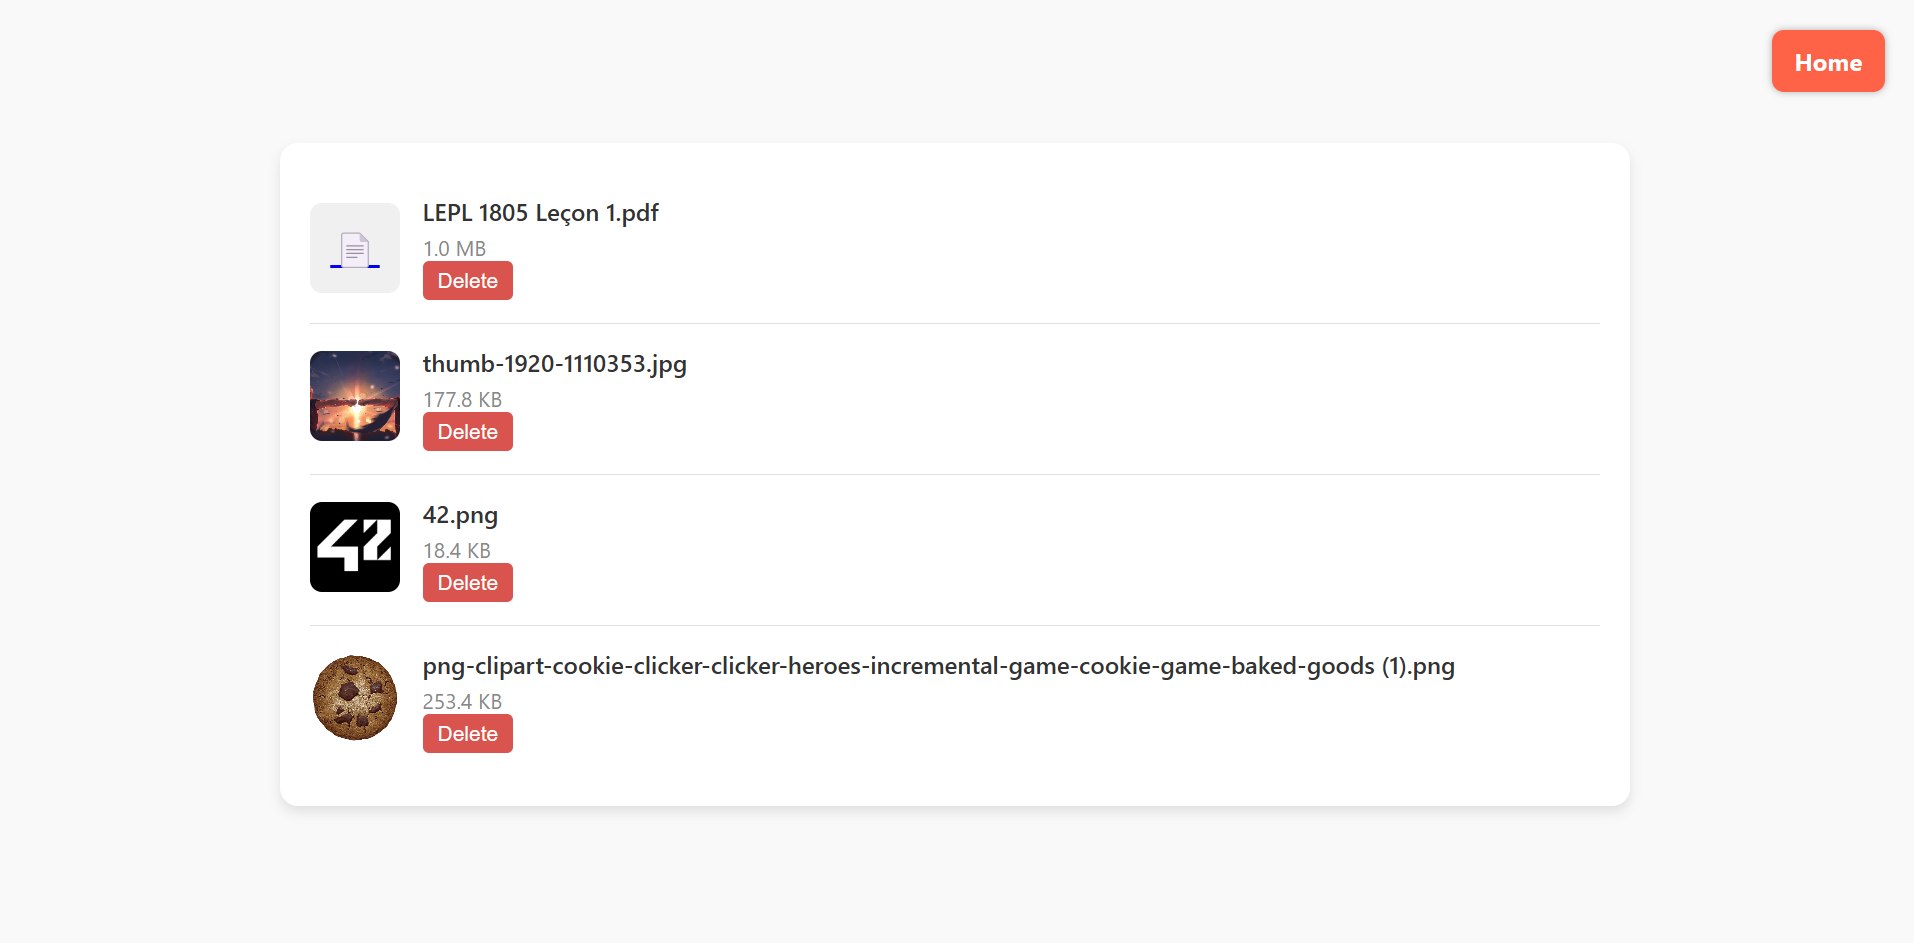 Home
LEPL 1805 Leçon 1.pdf
1.0 MB
Delete
thumb-1920-1110353.jpg
177.8 KB
Delete
42
42.png
18.4 KB
Delete
png-clipart-cookie-clicker-clicker-heroes-incremental-game-cookie-game-baked-goods (1).png
253.4 KB
Delete